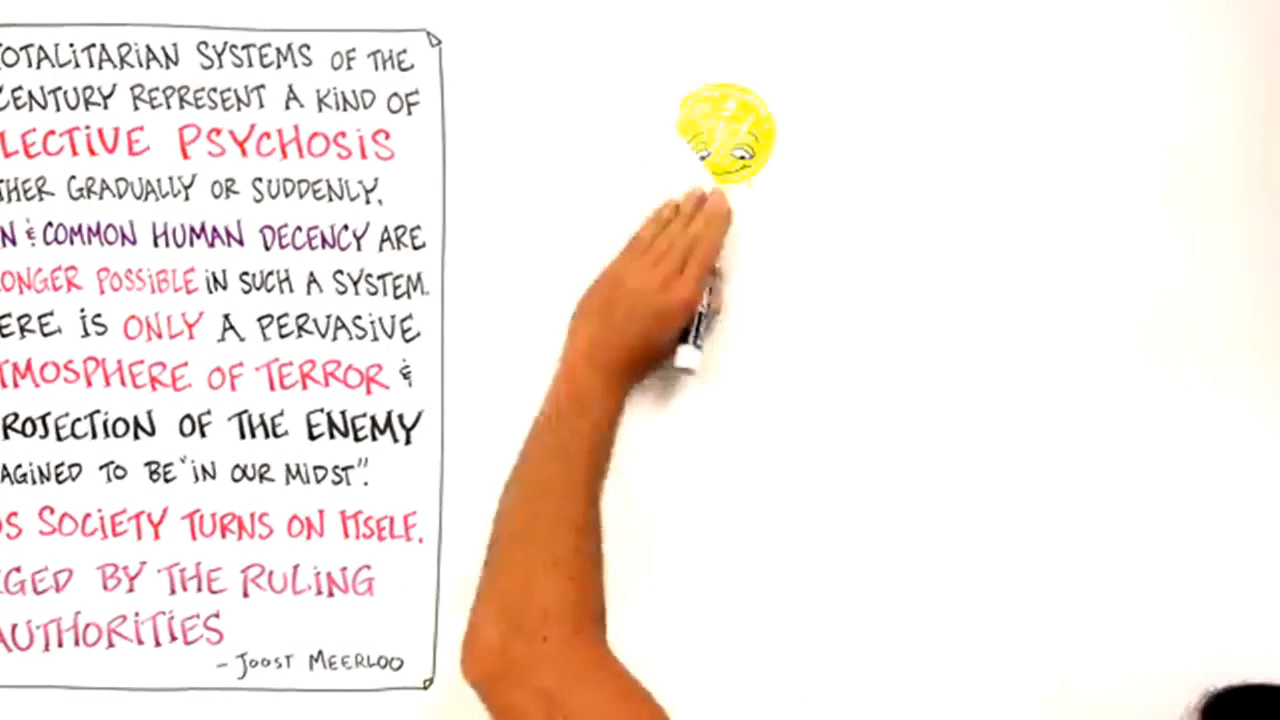 TOTALITARIAN SYSTEMS OF THE
CENTURY REPRESENT A KIND OF
LECTIVE PSYCHOSIS
THER GRADUALLY OR SUDDENLY,
N & COMMON HUMAN DECENCY ARE
ONGER POSSIBLE IN SUCH A SYSTEM.
ERE IS ONLY A PERVASIVE
TMOSPHERE OF TERROR &
ROJECTION OF THE ENEMY
AGINED TO BE "IN OUR MIDST".
US SOCIETY TURNS ON ITSELF,
GED BY THE RULING
AUTHORITIES
- JOOST MEERLOO